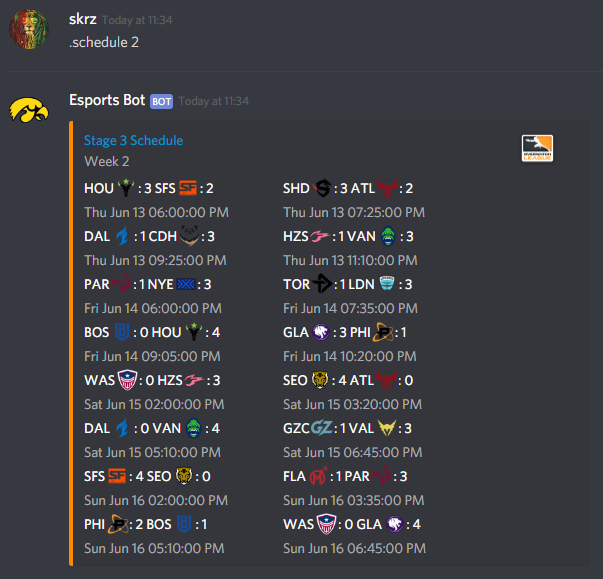 skrz Today at 11:34
.schedule 2
Esports Bot BOT Today at 11:34
Stage 3 Schedule
Week 2
OVERWATCH
LEAGUE
HOU : 3 SFS SF : 2
SHD : 3 ATL : 2
Thu Jun 13 06:00:00 PM
Thu Jun 13 07:25:00 PM
DAL : 1 CDH : 3
HZS : 1 VAN : 3
Thu Jun 13 09:25:00 PM
Thu Jun 13 11:10:00 PM
PAR : 1 NYE : 3
TOR : 1 LDN : 3
Fri Jun 14 06:00:00 PM
Fri Jun 14 07:35:00 PM
BOS : 0 HOU : 4
GLA : 3 PHI : 1
Fri Jun 14 09:05:00 PM
Fri Jun 14 10:20:00 PM
WAS : 0 HZS : 3
SEO : 4 ATL : 0
Sat Jun 15 02:00:00 PM
Sat Jun 15 03:20:00 PM
DAL : 0 VAN : 4
GZC GZ : 1 VAL : 3
Sat Jun 15 05:10:00 PM
Sat Jun 15 06:45:00 PM
SFS SF : 4 SEO : 0
FLA : 1 PAR : 3
Sun Jun 16 02:00:00 PM
Sun Jun 16 03:35:00 PM
PHI : 2 BOS : 1
WAS : 0 GLA : 4
Sun Jun 16 05:10:00 PM
Sun Jun 16 06:45:00 PM